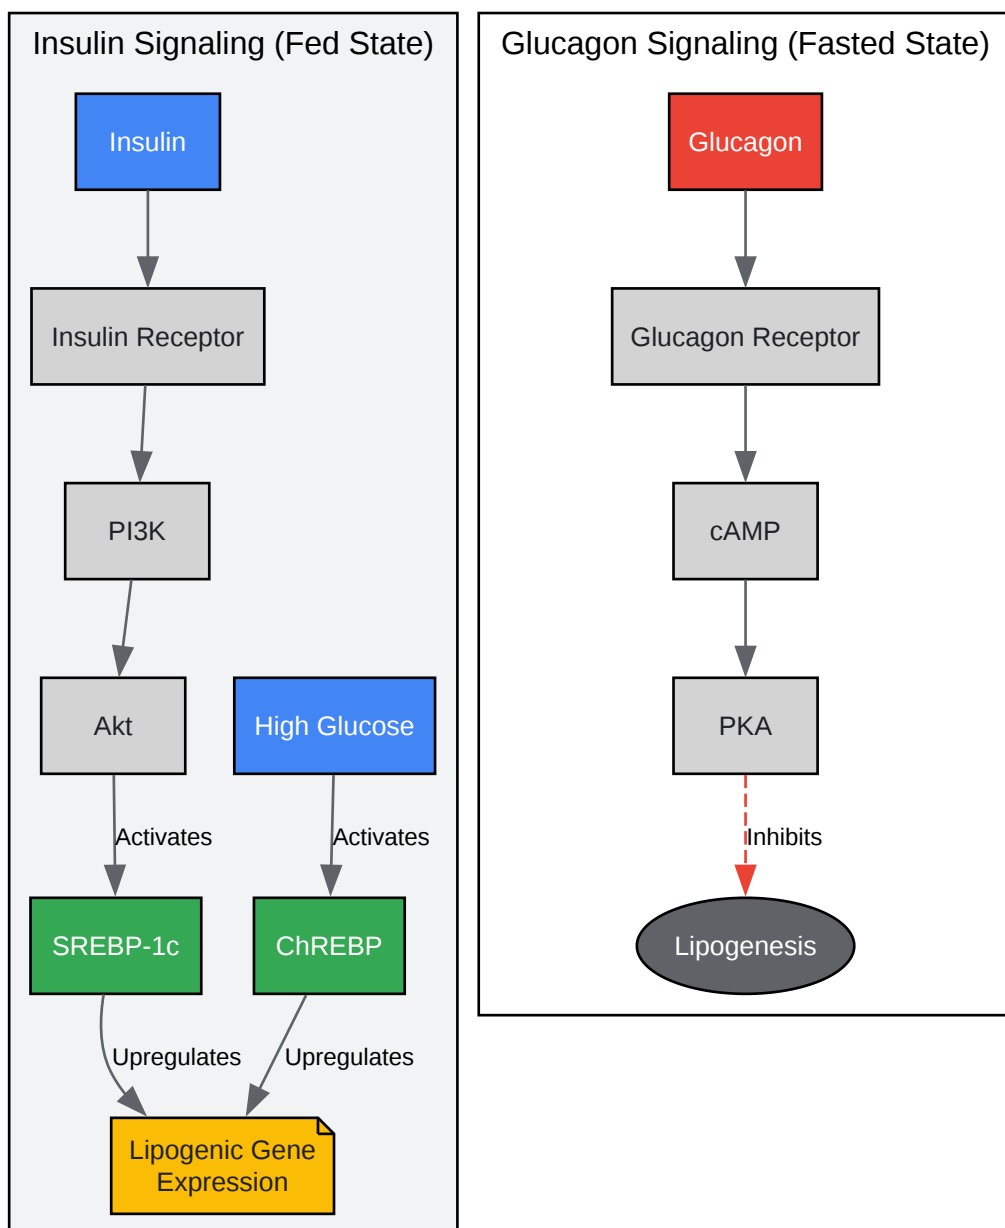 Insulin Signaling (Fed State)
Insulin
Insulin Receptor
PI3K
Akt
High Glucose
Activates
Activates
SREBP-1c
ChREBP
Upregulates
Upregulates
Lipogenic Gene
Expression
Glucagon Signaling (Fasted State)
Glucagon
Glucagon Receptor
cAMP
PKA
Inhibits
Lipogenesis